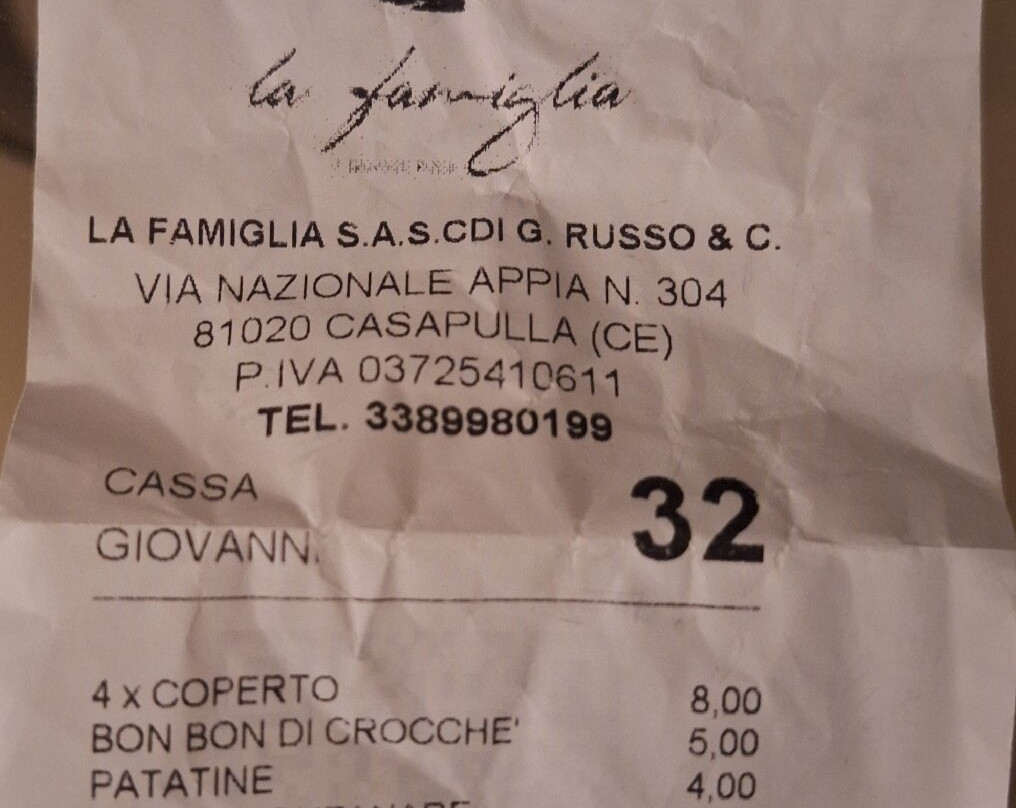 la famiglia
LA FAMIGLIA S.A.S.CDI G. RUSSO & C.
VIA NAZIONALE APPIA N. 304
81020 CASAPULLA (CE)
P.IVA 03725410611
TEL. 3389980199
CASSA
GIOVANN. 32
4 x COPERTO 8,00
BON BON DI CROCCHE' 5,00
PATATINE 4,00